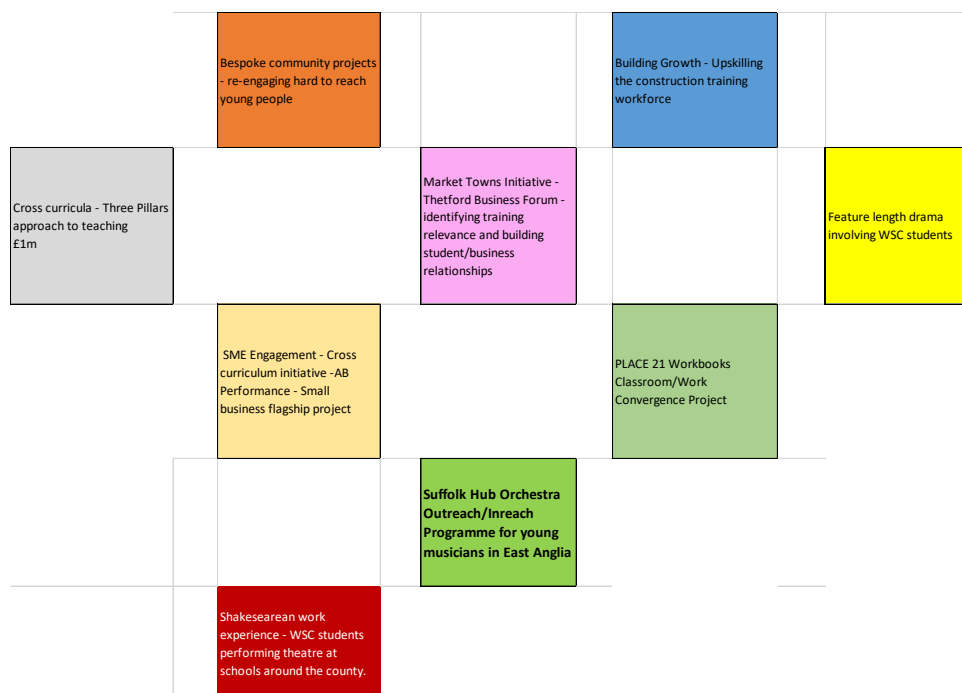 Bespoke community projects
- re-engaging hard to reach
young people
Building Growth - Upskilling
the construction training
workforce
Cross curricula - Three Pillars
approach to teaching
£1m
Market Towns Initiative -
Thetford Business Forum -
identifying training
relevance and building
student/business
relationships
Feature length drama
involving WSC students
SME Engagement - Cross
curriculum initiative -AB
Performance - Small
business flagship project
PLACE 21 Workbooks
Classroom/Work
Convergence Project
Suffolk Hub Orchestra
Outreach/Inreach
Programme for young
musicians in East Anglia
Shakesearean work
experience - WSC students
performing theatre at
schools around the county.